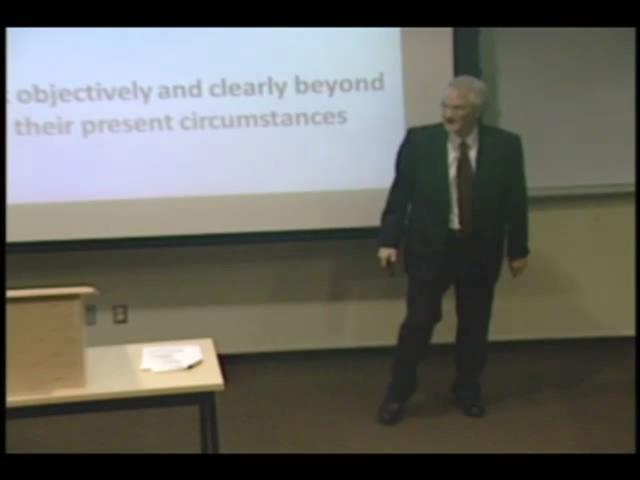 objectively and clearly beyond
their present circumstances